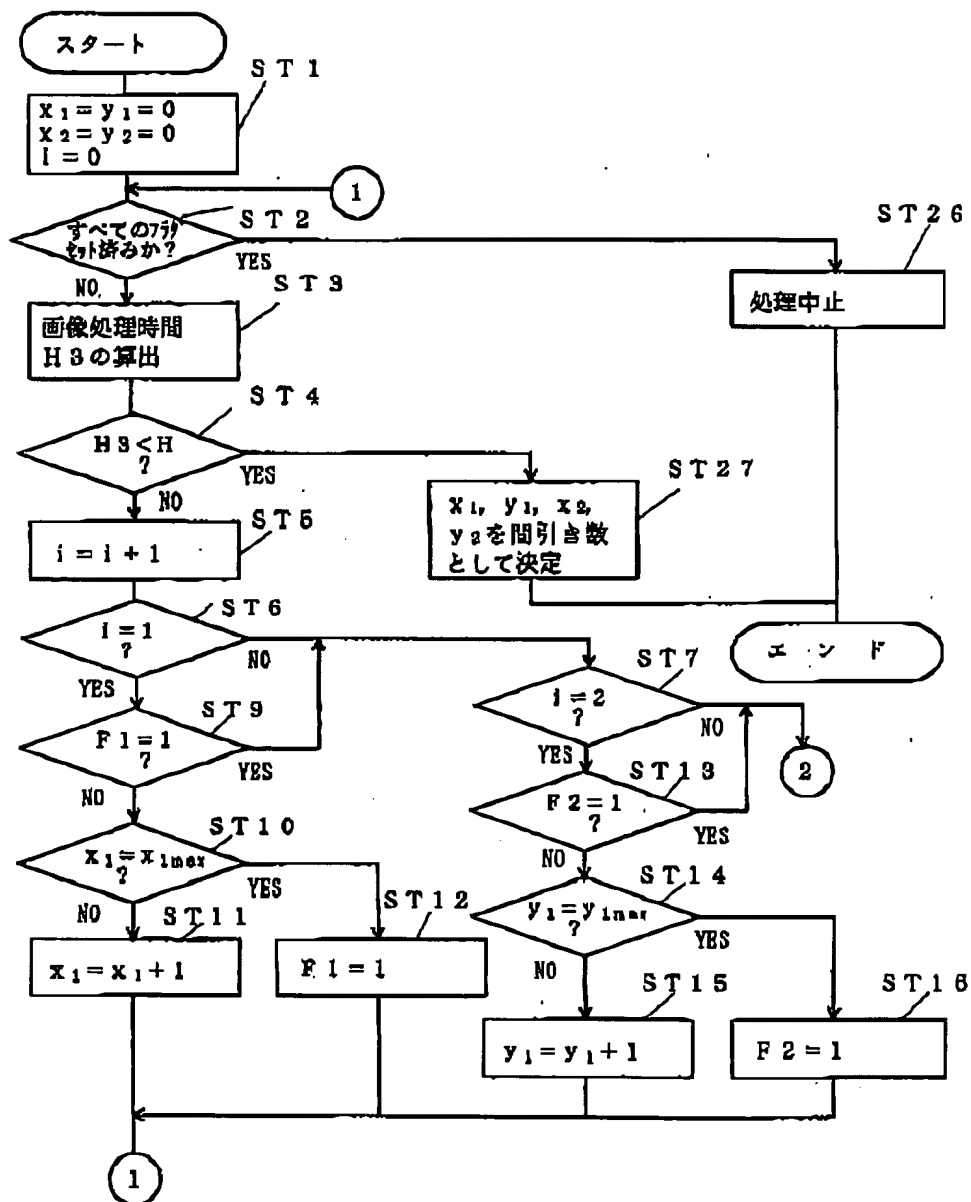 スタート
ST1
x₁=y₁=0
x₂=y₂=0
i=0
1
ST2
すべてのフラグ
セット済みか?
YES
NO
ST26
処理中止
ST3
画像処理時間
H3の算出
ST4
H3<H
?
YES
NO
ST27
x₁, y₁, x₂,
y₂を間引き数
として決定
ST5
i=i+1
ST6
i=1
?
NO
YES
エンド
ST7
i=2
?
NO
YES
2
ST9
F1=1
?
YES
NO
ST13
F2=1
?
YES
NO
ST10
x₁=x₁max
?
YES
NO
ST14
y₁=y₁max
?
YES
NO
ST11
x₁=x₁+1
ST12
F1=1
ST15
y₁=y₁+1
ST16
F2=1
1